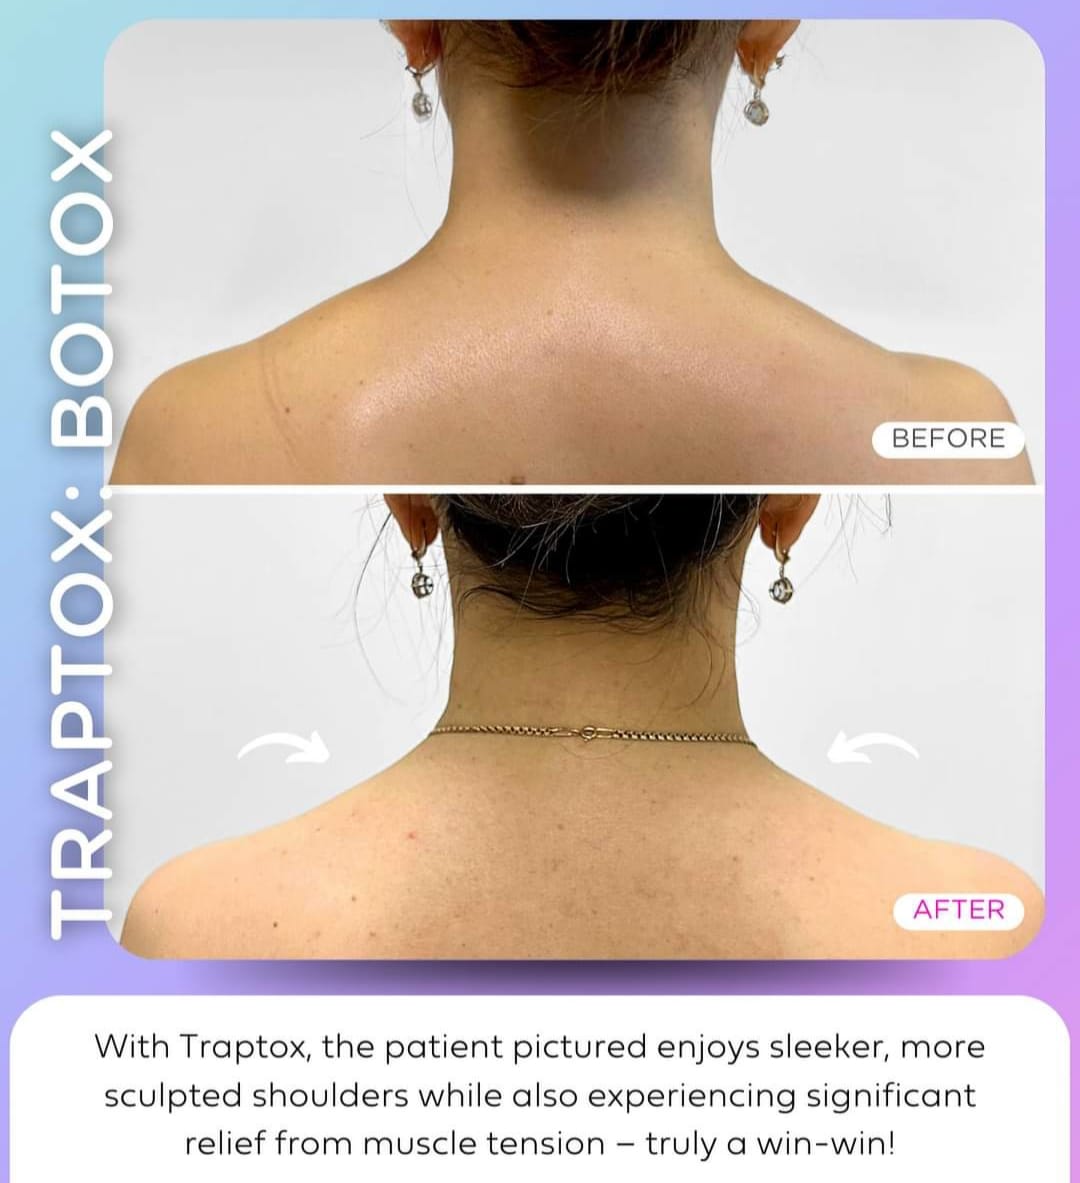 TRAPTOX: BOTOX
BEFORE
AFTER
With Traptox, the patient pictured enjoys sleeker, more
sculpted shoulders while also experiencing significant
relief from muscle tension – truly a win-win!